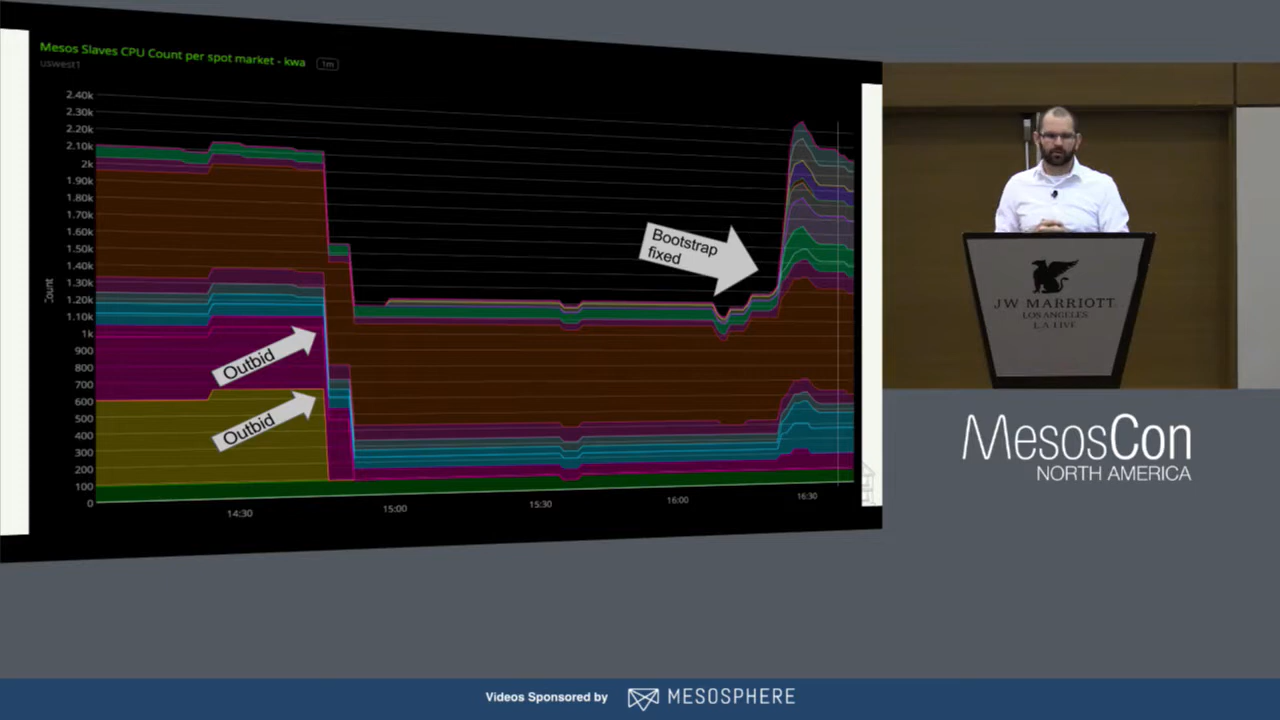 Mesos Slaves CPU Count per spot market - kwa
1m
uswest1
2.40k
2.30k
2.20k
2.10k
2k
1.90k
1.80k
1.70k
1.60k
1.50k
1.40k
1.30k
1.20k
1.10k
1k
900
800
700
600
500
400
300
200
100
0
Count
Outbid
Outbid
Bootstrap
fixed
14:30
15:00
15:30
16:00
16:30
JW MARRIOTT
LOS ANGELES
L.A. LIVE
MesosCon
NORTH AMERICA
Videos Sponsored by
MESOSPHERE